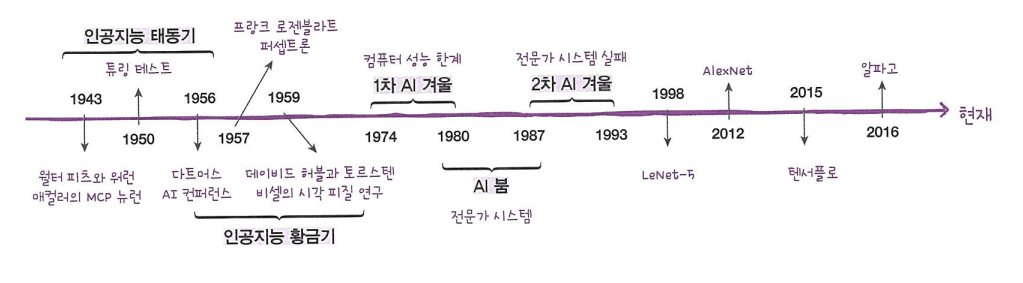 인공지능 태동기
프랑크 로젠블라트
퍼셉트론
튜링 테스트
컴퓨터 성능 한계
1차 AI 겨울
전문가 시스템 실패
2차 AI 겨울
AlexNet
알파고
1943
1956
1959
1998
2015
현재
1950
1957
1974
1980
1987
1993
2012
2016
월터 피츠와 워런
매컬러의 MCP 뉴런
다트머스
AI 컨퍼런스
데이비드 허블과 토르스텐
비셀의 시각 피질 연구
AI 붐
전문가 시스템
LeNet-5
텐서플로
인공지능 황금기